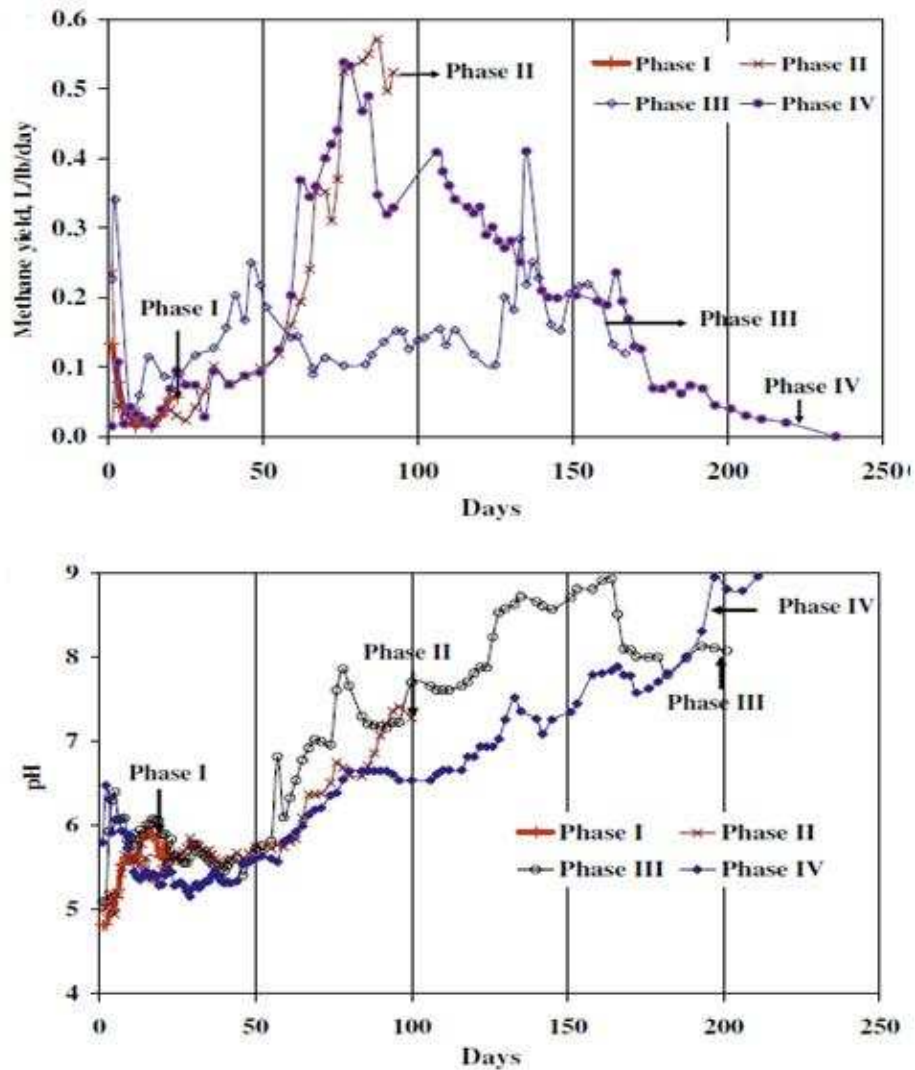 0.6
Phase II
Phase I
Phase II
0.5
Phase III
Phase IV
0.4
Methane yield, L/lb/day
0.3
0.2
Phase I
Phase III
0.1
Phase IV
0.0
0
50
100
150
200
250
Days
9
Phase IV
8
Phase II
Phase III
7
pH
Phase I
6
Phase I
Phase II
Phase III
Phase IV
5
4
0
50
100
150
200
250
Days